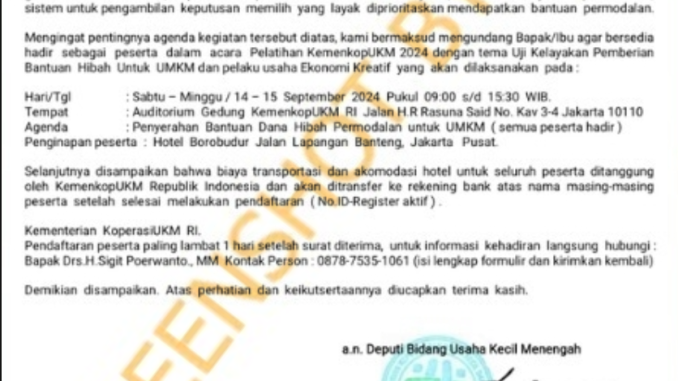 sistem untuk pengambilan keputusan memilih yang layak diprioritaskan mendapatkan bantuan permodalan.
Mengingat pentingnya agenda kegiatan tersebut diatas, kami bermaksud mengundang Bapak/Ibu agar bersedia
hadir sebagai peserta dalam acara Pelatihan KemenkopUKM 2024 dengan tema Uji Kelayakan Pemberian
Bantuan Hibah Untuk UMKM dan pelaku usaha Ekonomi Kreatif yang akan dilaksanakan pada :
Hari/Tgl : Sabtu – Minggu / 14 – 15 September 2024 Pukul 09:00 s/d 15:30 WIB.
Tempat : Auditorium Gedung KemenkopUKM RI Jalan H.R Rasuna Said No. Kav 3-4 Jakarta 10110
Agenda : Penyerahan Bantuan Dana Hibah Permodalan untuk UMKM ( semua peserta hadir )
Penginapan peserta : Hotel Borobudur Jalan Lapangan Banteng, Jakarta Pusat.
Selanjutnya disampaikan bahwa biaya transportasi dan akomodasi hotel untuk seluruh peserta ditanggung
oleh KemenkopUKM Republik Indonesia dan akan ditransfer ke rekening bank atas nama masing-masing
peserta setelah selesai melakukan pendaftaran ( No.ID-Register aktif ) .
Kementerian KoperasiUKM RI.
Pendaftaran peserta paling lambat 1 hari setelah surat diterima, untuk informasi kehadiran langsung hubungi :
Bapak Drs.H.Sigit Poerwanto., MM Kontak Person : 0878-7535-1061 (isi lengkap formulir dan kirimkan kembali)
Demikian disampaikan. Atas perhatian dan keikutsertaannya diucapkan terima kasih.
a.n. Deputi Bidang Usaha Kecil Menengah
EENSHOT B